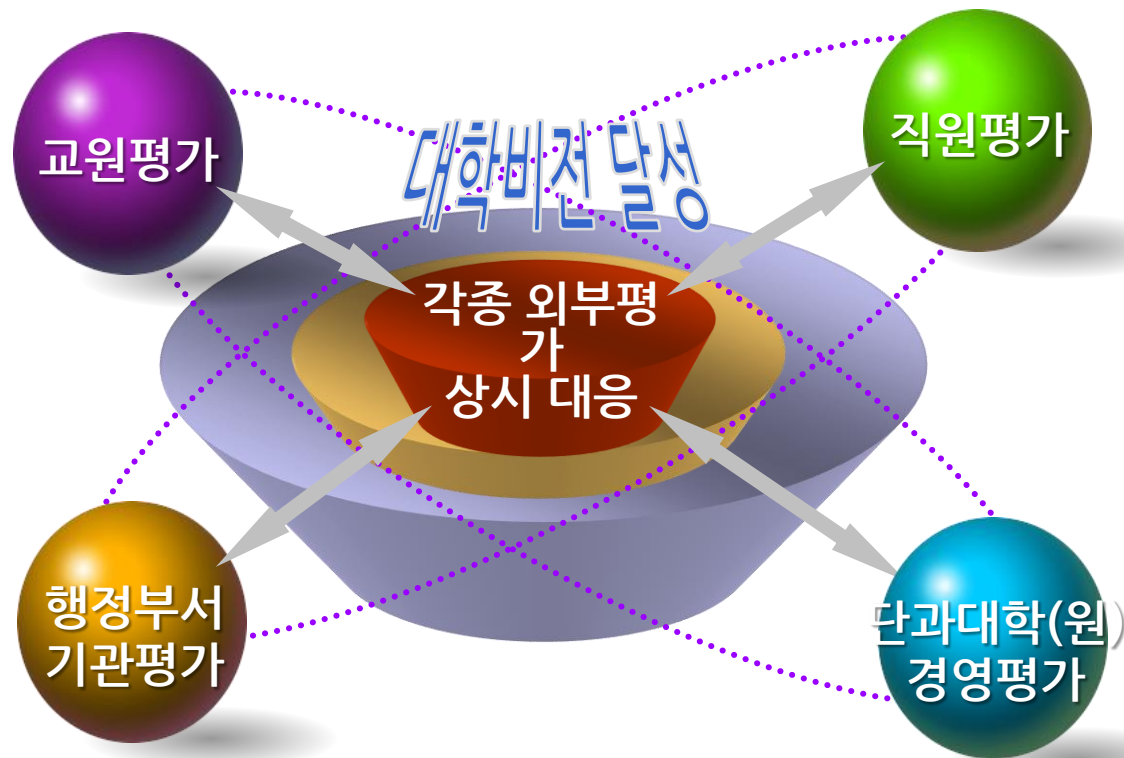 교원평가
직원평가
대학비전 달성
각종 외부평
가
상시 대응
행정부서
기관평가
단과대학(원)
경영평가